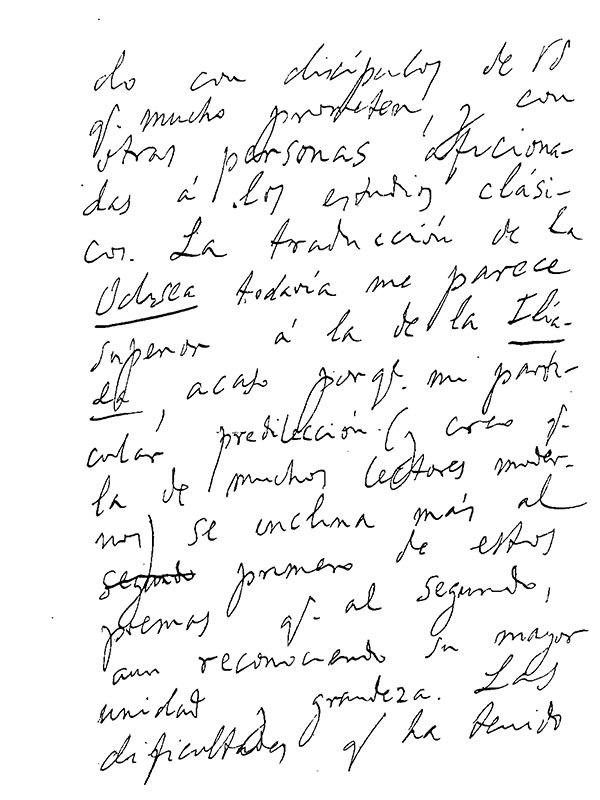 do con discípulos de Vd
q. mucho prometen, y con
otras personas aficiona-
das á los estudios clási-
cos. La traducción de la
Odisea todavía me parece
superior á la de la Ilía-
da, acaso porq. mi parti-
cular predilección (y creo q.
la de muchos lectores moder-
nos) se inclina más al
segundo primero de estos
poemas q. al segundo,
aun reconociendo su mayor
unidad y grandeza. Las
dificultades q. ha tenido